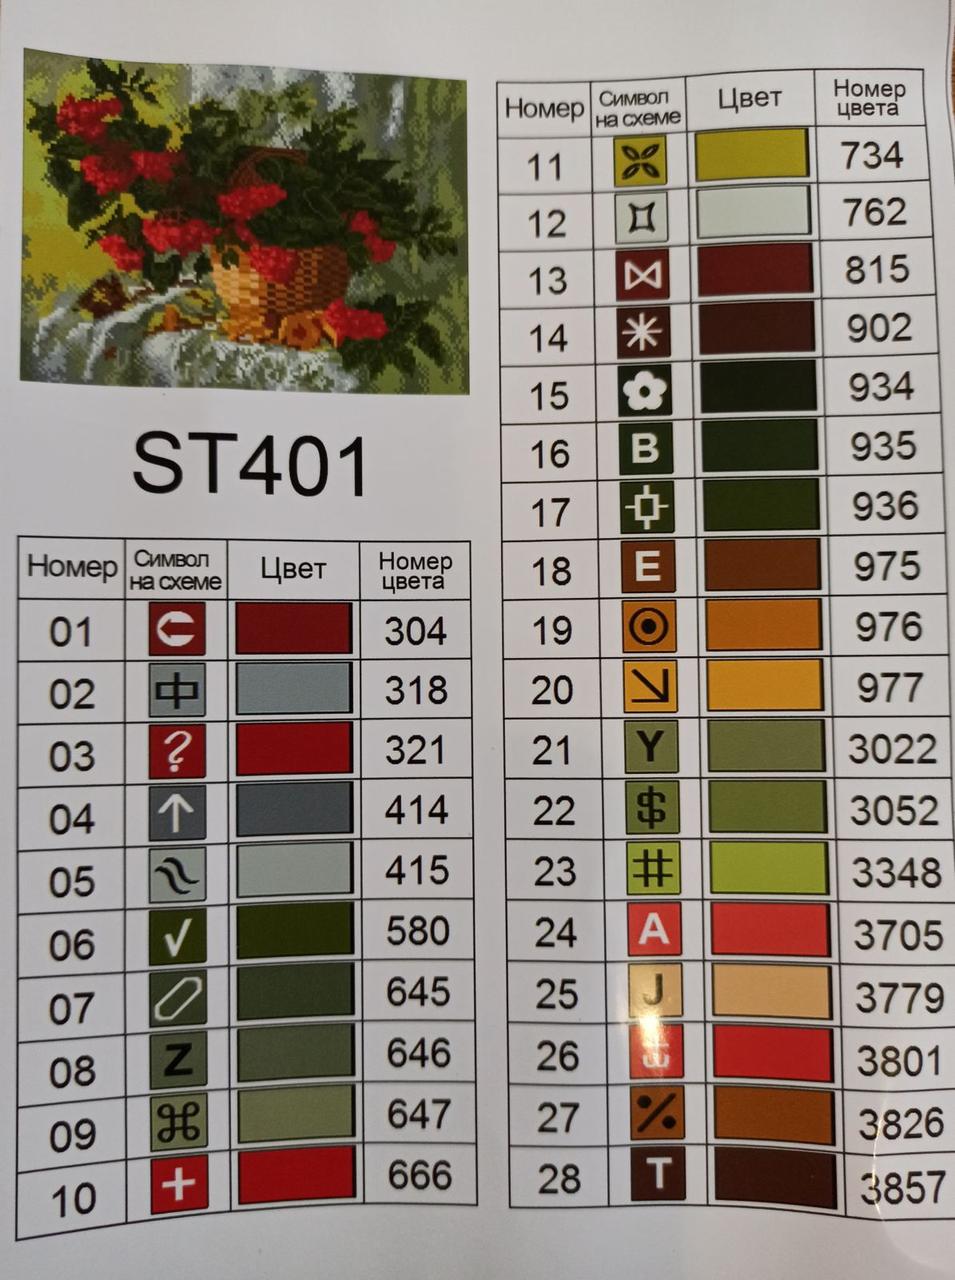 ST401
Номер Символ на схеме Цвет Номер цвета
01 304
02 318
03 ? 321
04 ↑ 414
05 415
06 √ 580
07 645
08 Z 646
09 ⌘ 647
10 + 666
Номер Символ на схеме Цвет Номер цвета
11 734
12 762
13 ⋈ 815
14 902
15 934
16 B 935
17 936
18 E 975
19 976
20 977
21 Y 3022
22 $ 3052
23 # 3348
24 A 3705
25 J 3779
26 3801
27 % 3826
28 T 3857